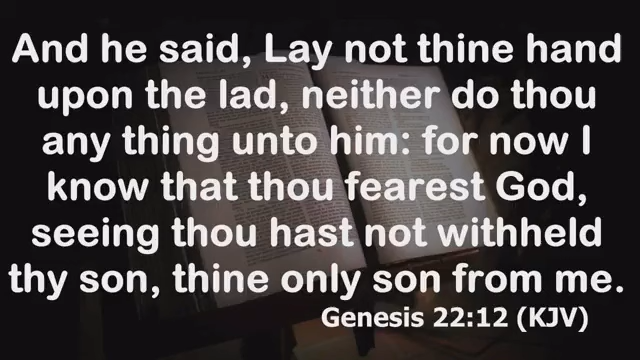 And he said, Lay not thine hand
upon the lad, neither do thou
any thing unto him: for now I
know that thou fearest God,
seeing thou hast not withheld
thy son, thine only son from me.
Genesis 22:12 (KJV)